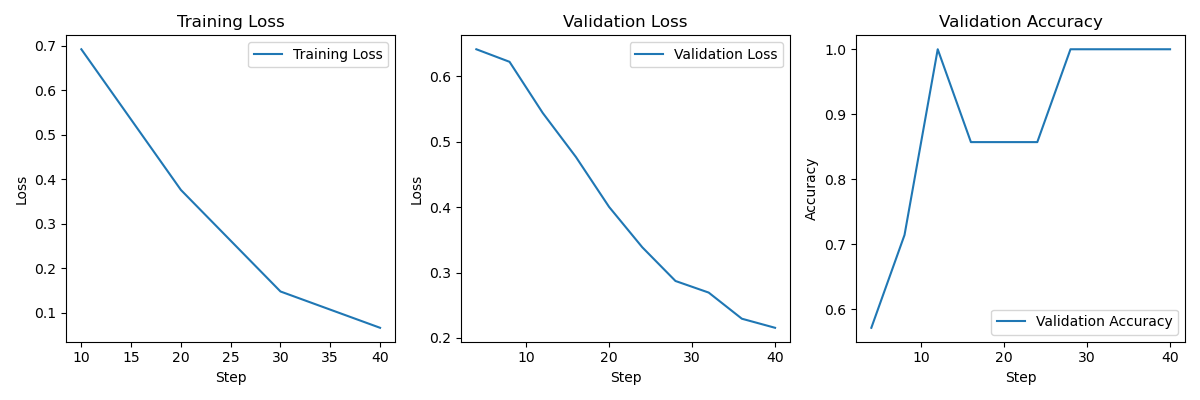 Training Loss
Training Loss
0.7
0.6
0.5
0.4
0.3
0.2
0.1
Loss
10 15 20 25 30 35 40
Step
Validation Loss
Validation Loss
0.6
0.5
0.4
0.3
0.2
Loss
10 20 30 40
Step
Validation Accuracy
1.0
0.9
0.8
0.7
0.6
Accuracy
Validation Accuracy
10 20 30 40
Step